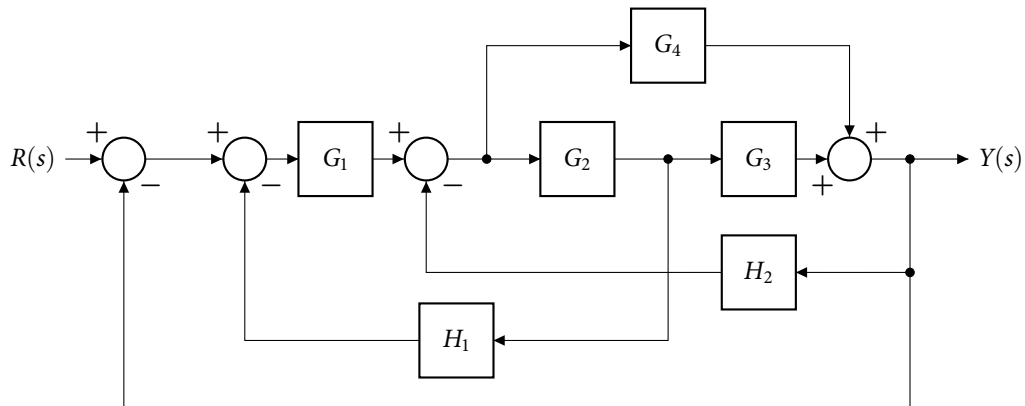 G4
+ + + +
R(s) G1 G2 G3 Y(s)
− − − +
H2
H1